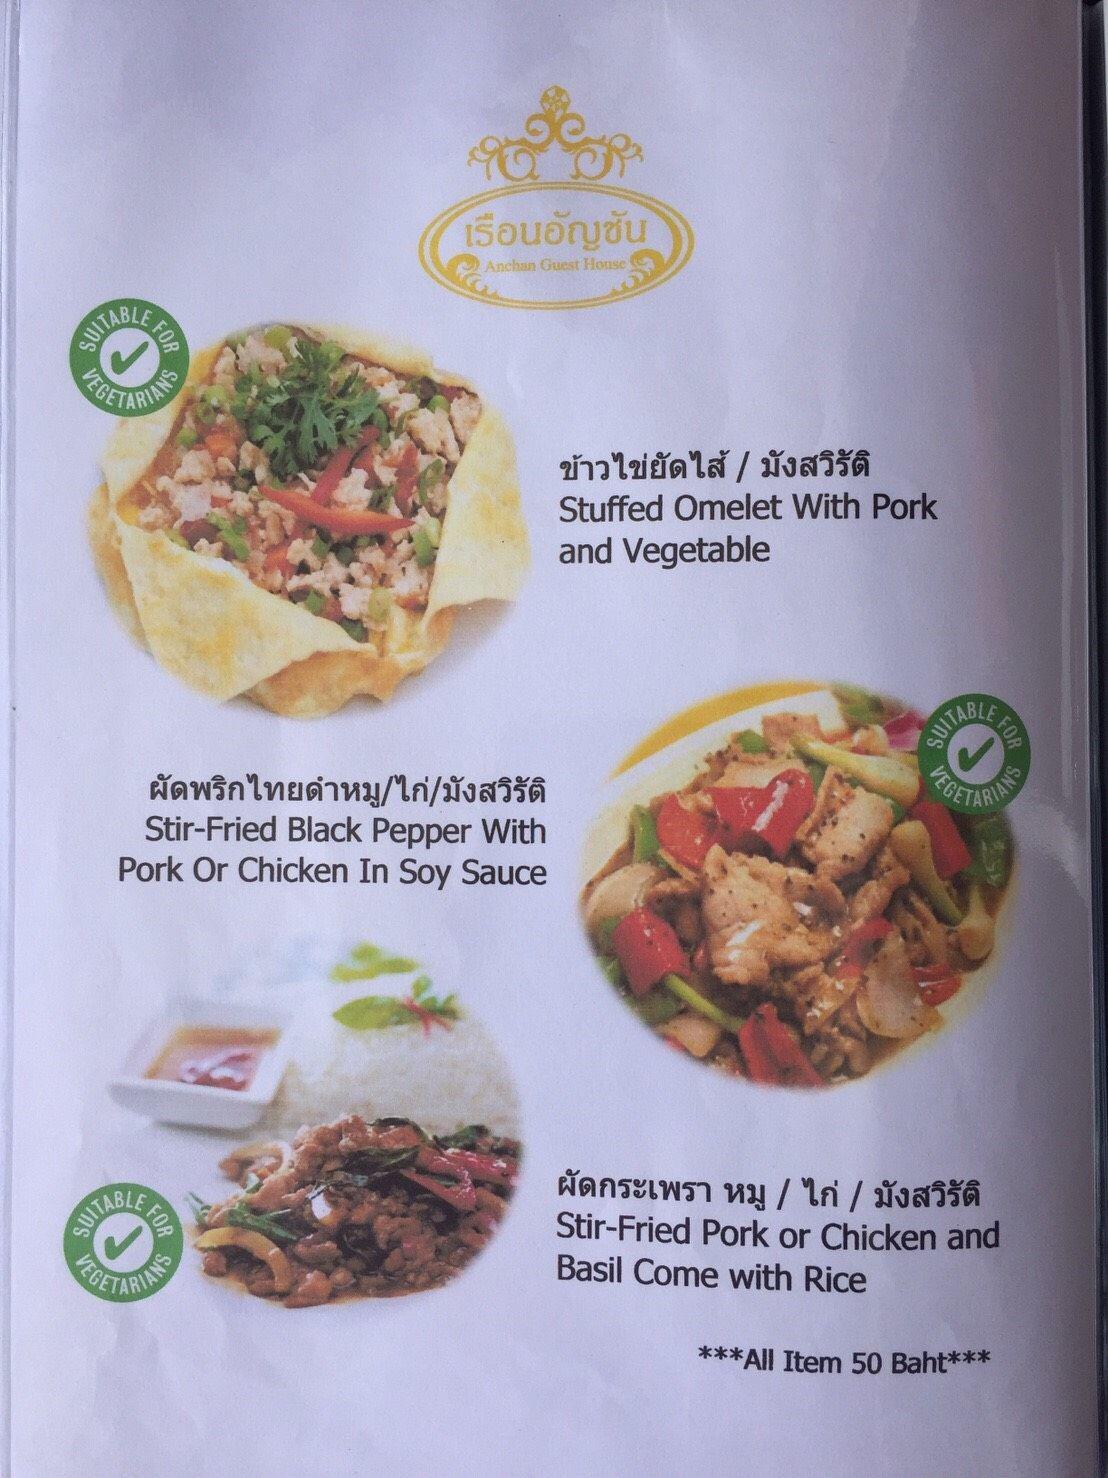 เรือนอัญชัน
Anchan Guest House
SUITABLE FOR VEGETARIANS
ข้าวไข่ยัดไส้ / มังสวิรัติ
Stuffed Omelet With Pork
and Vegetable
SUITABLE FOR VEGETARIANS
ผัดพริกไทยดำหมู/ไก่/มังสวิรัติ
Stir-Fried Black Pepper With
Pork Or Chicken In Soy Sauce
SUITABLE FOR VEGETARIANS
ผัดกระเพรา หมู / ไก่ / มังสวิรัติ
Stir-Fried Pork or Chicken and
Basil Come with Rice
***All Item 50 Baht***